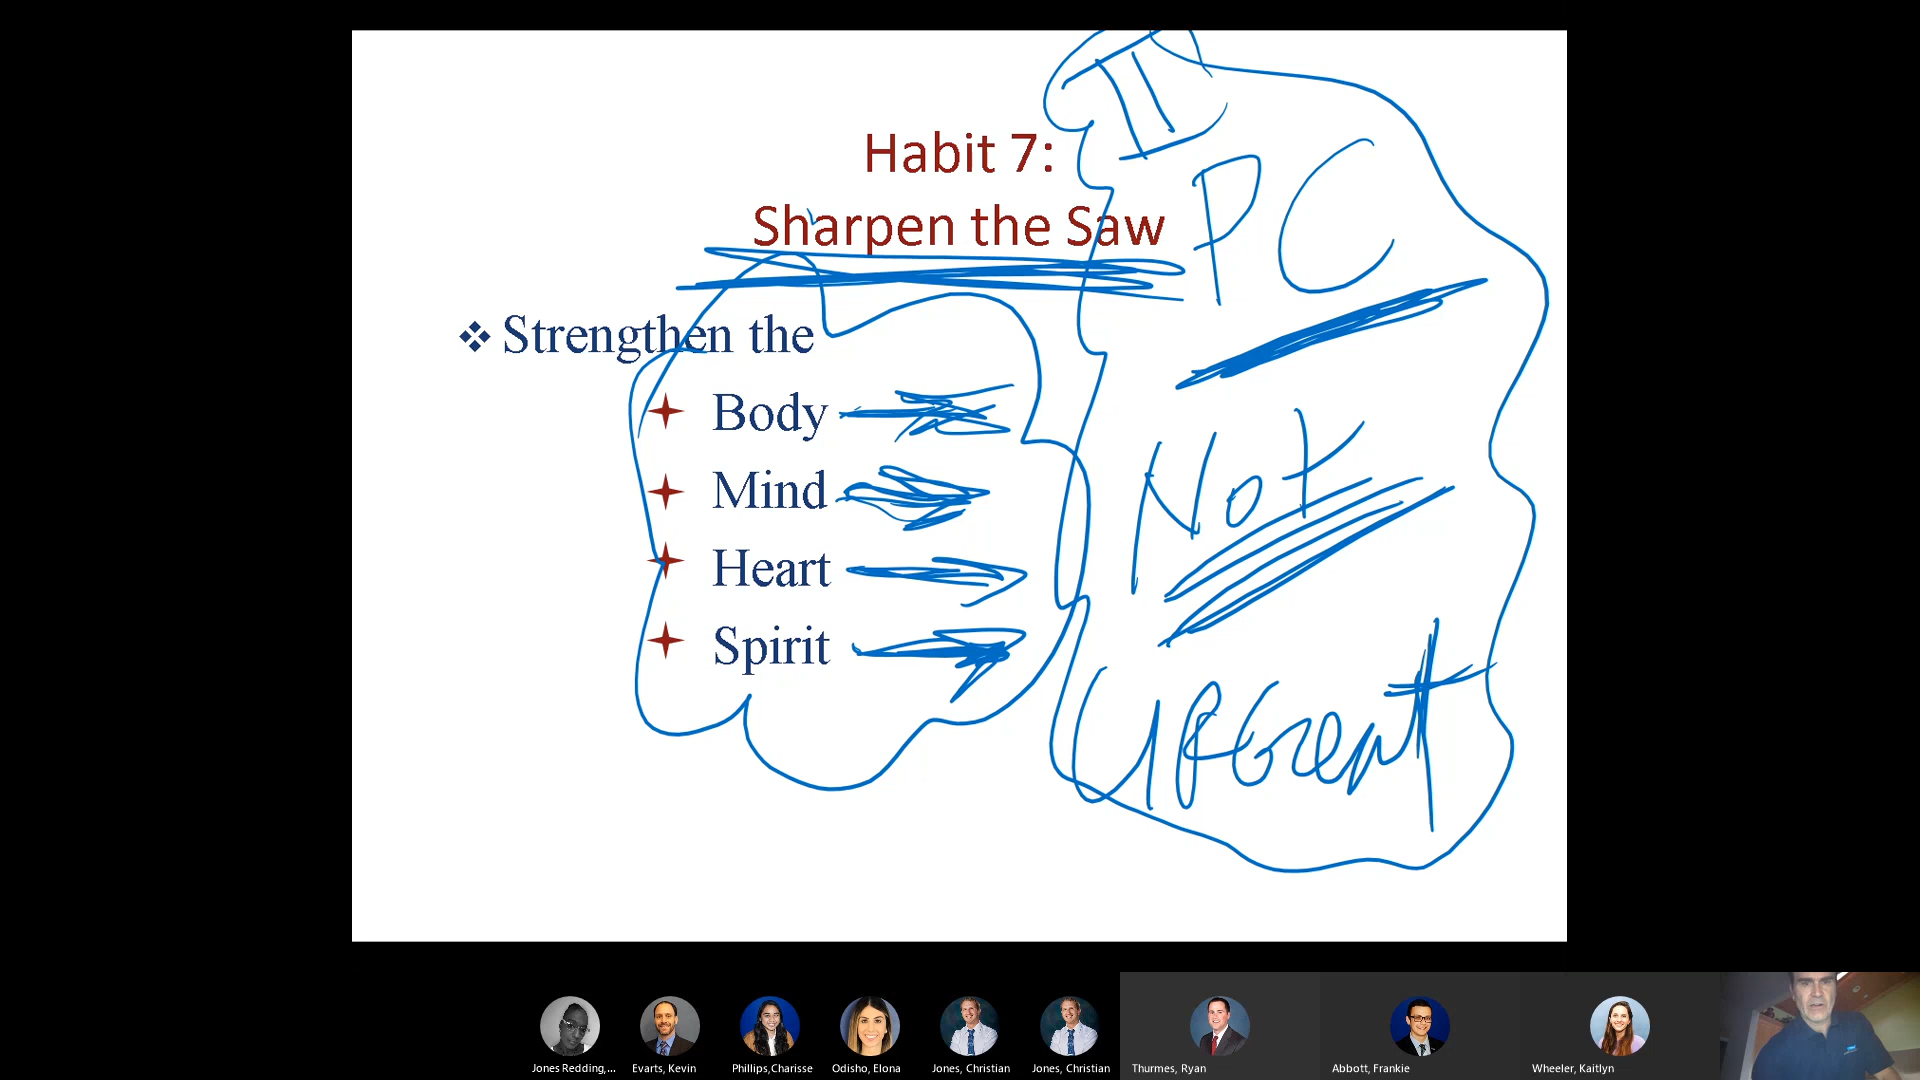 II
Habit 7:
PC
Sharpen the Saw
❖ Strengthen the
Body
Not
Mind
Heart
Spirit
URGent
Jones Redding,...
Evarts, Kevin
Phillips,Charisse
Odisho, Elona
Jones, Christian
Jones, Christian
Thurmes, Ryan
Abbott, Frankie
Wheeler, Kaitlyn